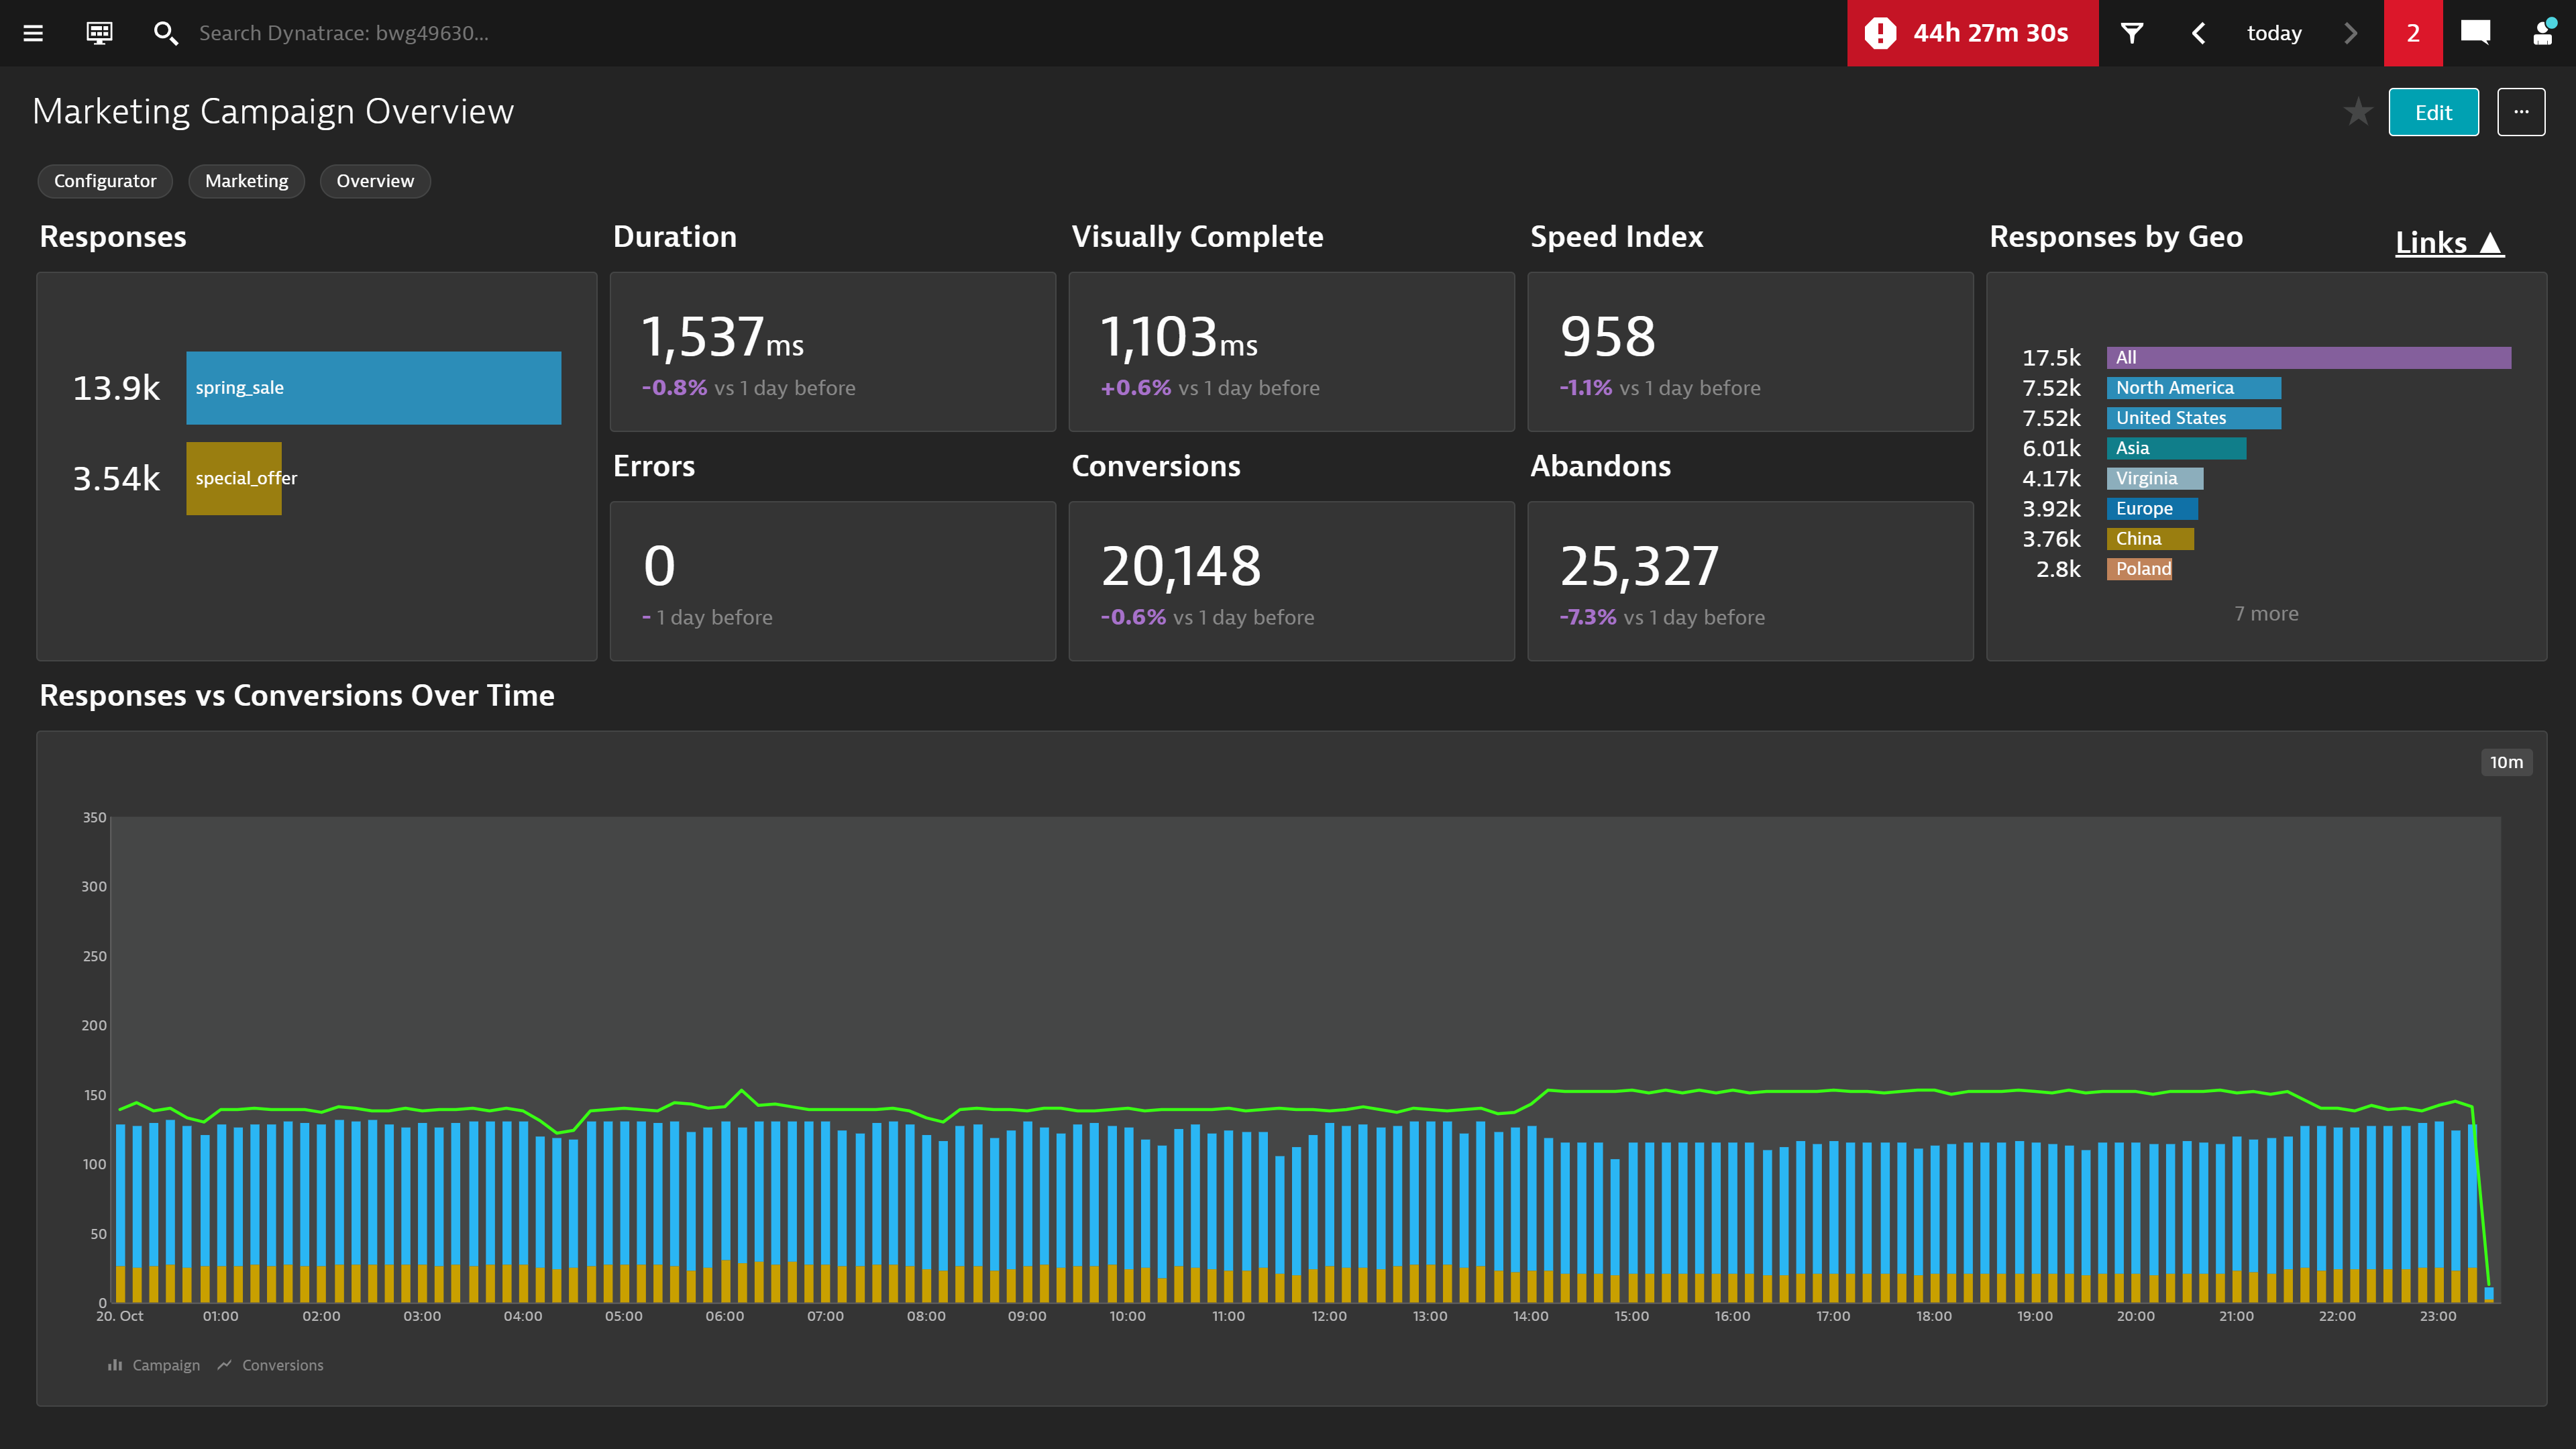 Search Dynatrace: bwg49630...
44h 27m 30s
today
2
Marketing Campaign Overview
Edit
...
Configurator
Marketing
Overview
Responses
13.9k spring_sale
3.54k special_offer
Duration
1,537ms
-0.8% vs 1 day before
Visually Complete
1,103ms
+0.6% vs 1 day before
Speed Index
958
-1.1% vs 1 day before
Errors
0
- 1 day before
Conversions
20,148
-0.6% vs 1 day before
Abandons
25,327
-7.3% vs 1 day before
Responses by Geo
Links ▲
17.5k All
7.52k North America
7.52k United States
6.01k Asia
4.17k Virginia
3.92k Europe
3.76k China
2.8k Poland
7 more
Responses vs Conversions Over Time
10m
350
300
250
200
150
100
50
0
20. Oct 01:00 02:00 03:00 04:00 05:00 06:00 07:00 08:00 09:00 10:00 11:00 12:00 13:00 14:00 15:00 16:00 17:00 18:00 19:00 20:00 21:00 22:00 23:00
Campaign Conversions